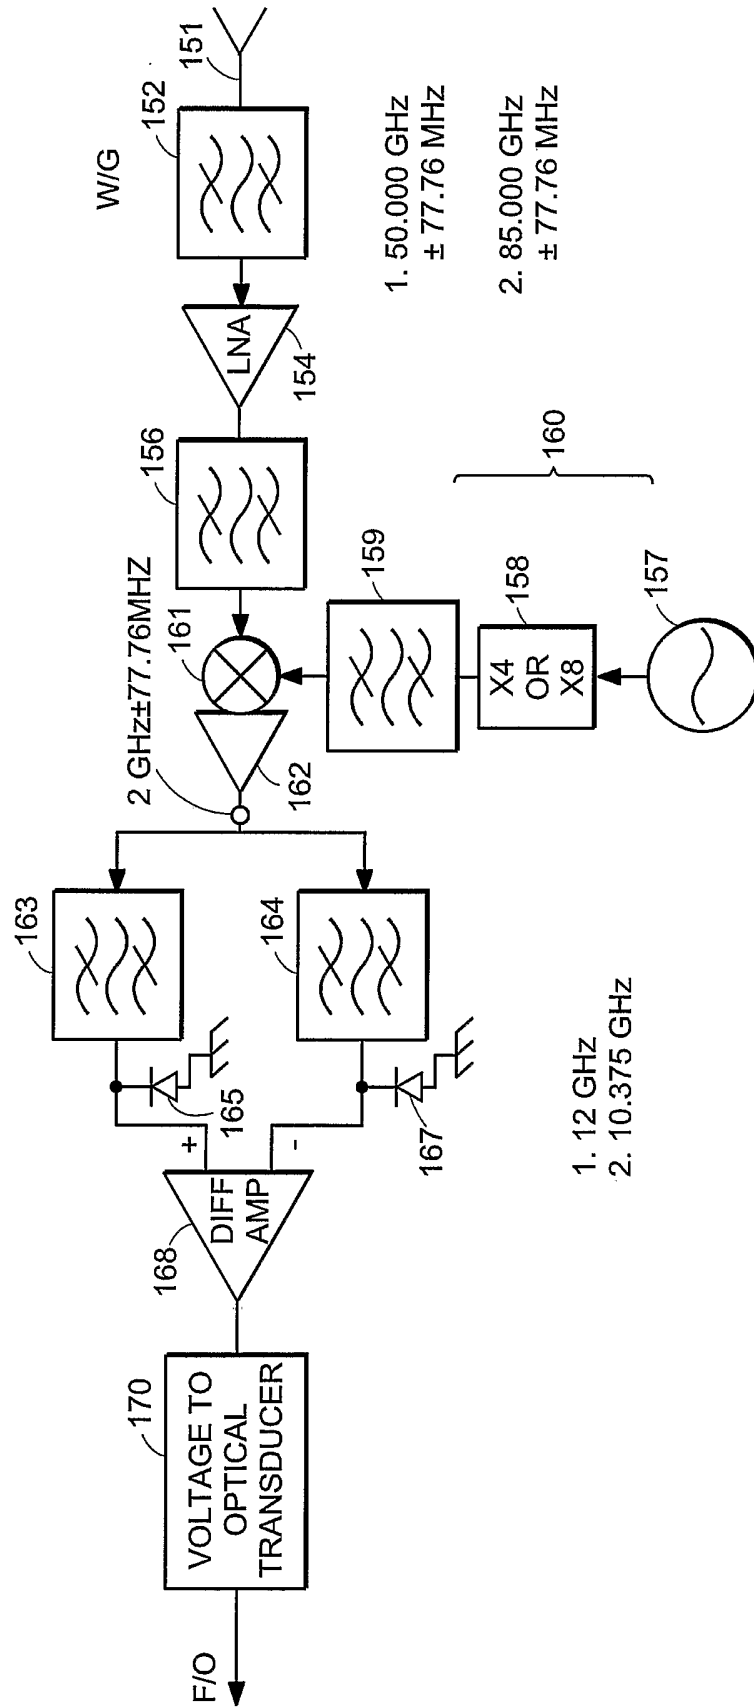 F/O
170
VOLTAGE TO
OPTICAL
TRANSDUCER
168
DIFF
AMP
+
-
165
167
163
164
1. 12 GHz
2. 10.375 GHz
2 GHz±77.76MHZ
162
161
159
X4
OR
X8
158
157
160
156
LNA
154
W/G
152
151
1. 50.000 GHz
± 77.76 MHz
2. 85.000 GHz
± 77.76 MHz